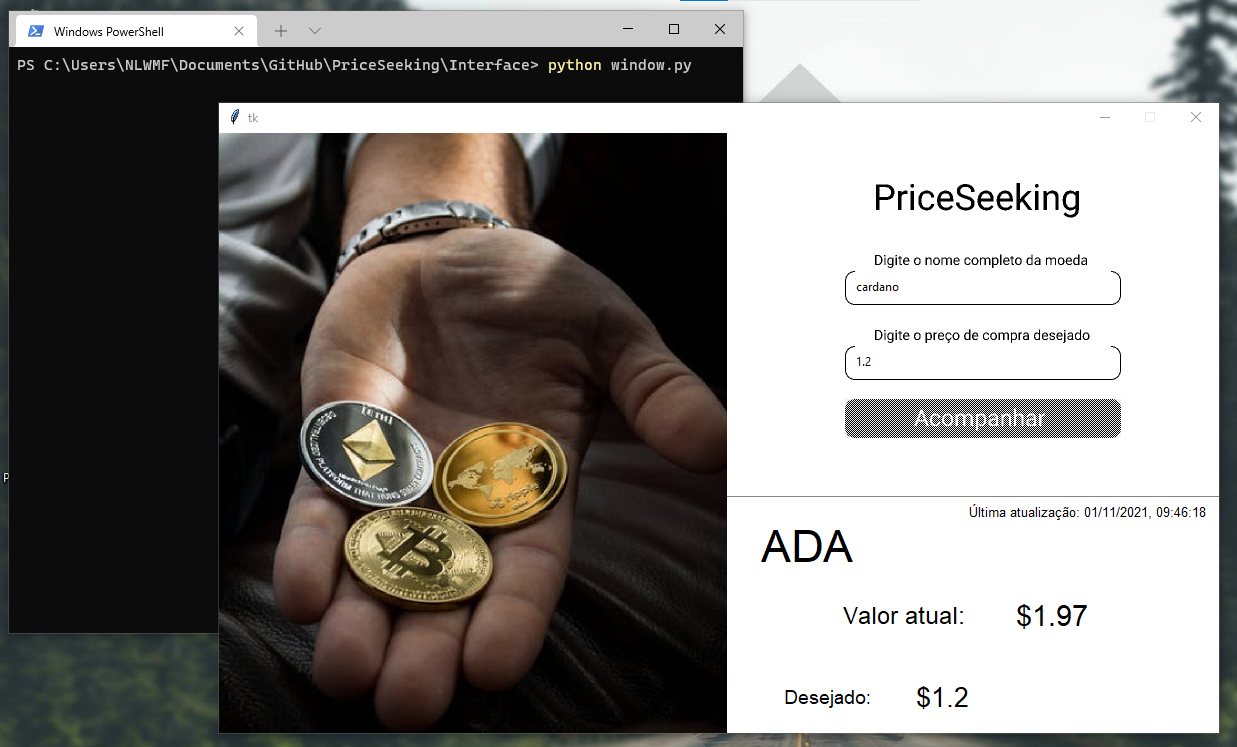 Windows PowerShell
PS C:\Users\NLWMF\Documents\GitHub\PriceSeeking\Interface> python window.py
tk
PriceSeeking
Digite o nome completo da moeda
cardano
Digite o preço de compra desejado
1.2
Acompanhar
Última atualização: 01/11/2021, 09:46:18
ADA
Valor atual: $1.97
Desejado: $1.2
ripple
P